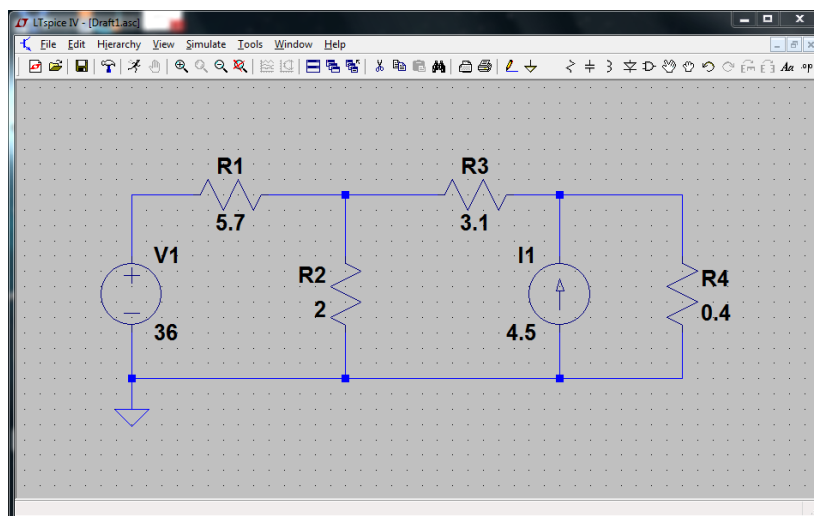 LTspice IV - [Draft1.asc]
File Edit Hierarchy View Simulate Tools Window Help
Aa .op
R1
5.7
R3
3.1
V1
36
R2
2
I1
4.5
R4
0.4